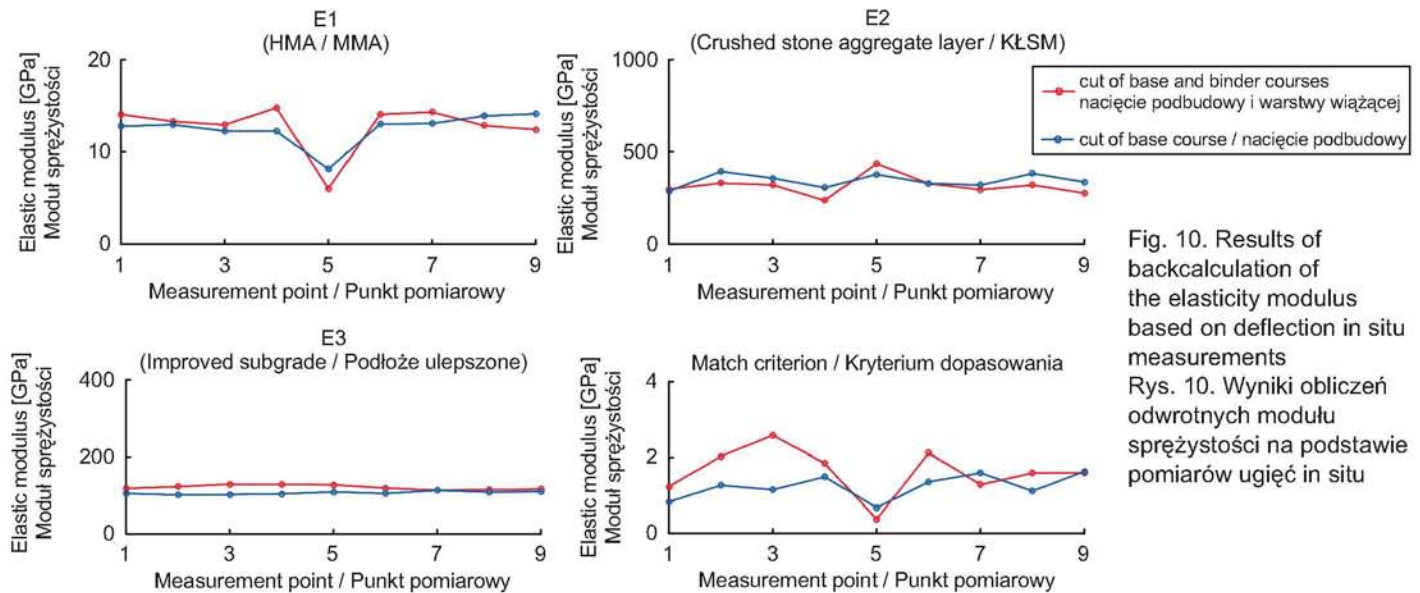 E1
(HMA / MMA)
Elastic modulus [GPa]
Moduł sprężystości
20
10
0
1 3 5 7 9
Measurement point / Punkt pomiarowy
E2
(Crushed stone aggregate layer / KŁSM)
Elastic modulus [GPa]
Moduł sprężystości
1000
500
0
1 3 5 7 9
Measurement point / Punkt pomiarowy
cut of base and binder courses
nacięcie podbudowy i warstwy wiążącej
cut of base course / nacięcie podbudowy
E3
(Improved subgrade / Podłoże ulepszone)
Elastic modulus [GPa]
Moduł sprężystości
400
200
0
1 3 5 7 9
Measurement point / Punkt pomiarowy
Match criterion / Kryterium dopasowania
Elastic modulus [GPa]
Moduł sprężystości
4
2
0
1 3 5 7 9
Measurement point / Punkt pomiarowy
Fig. 10. Results of
backcalculation of
the elasticity modulus
based on deflection in situ
measurements
Rys. 10. Wyniki obliczeń
odwrotnych modułu
sprężystości na podstawie
pomiarów ugięć in situ